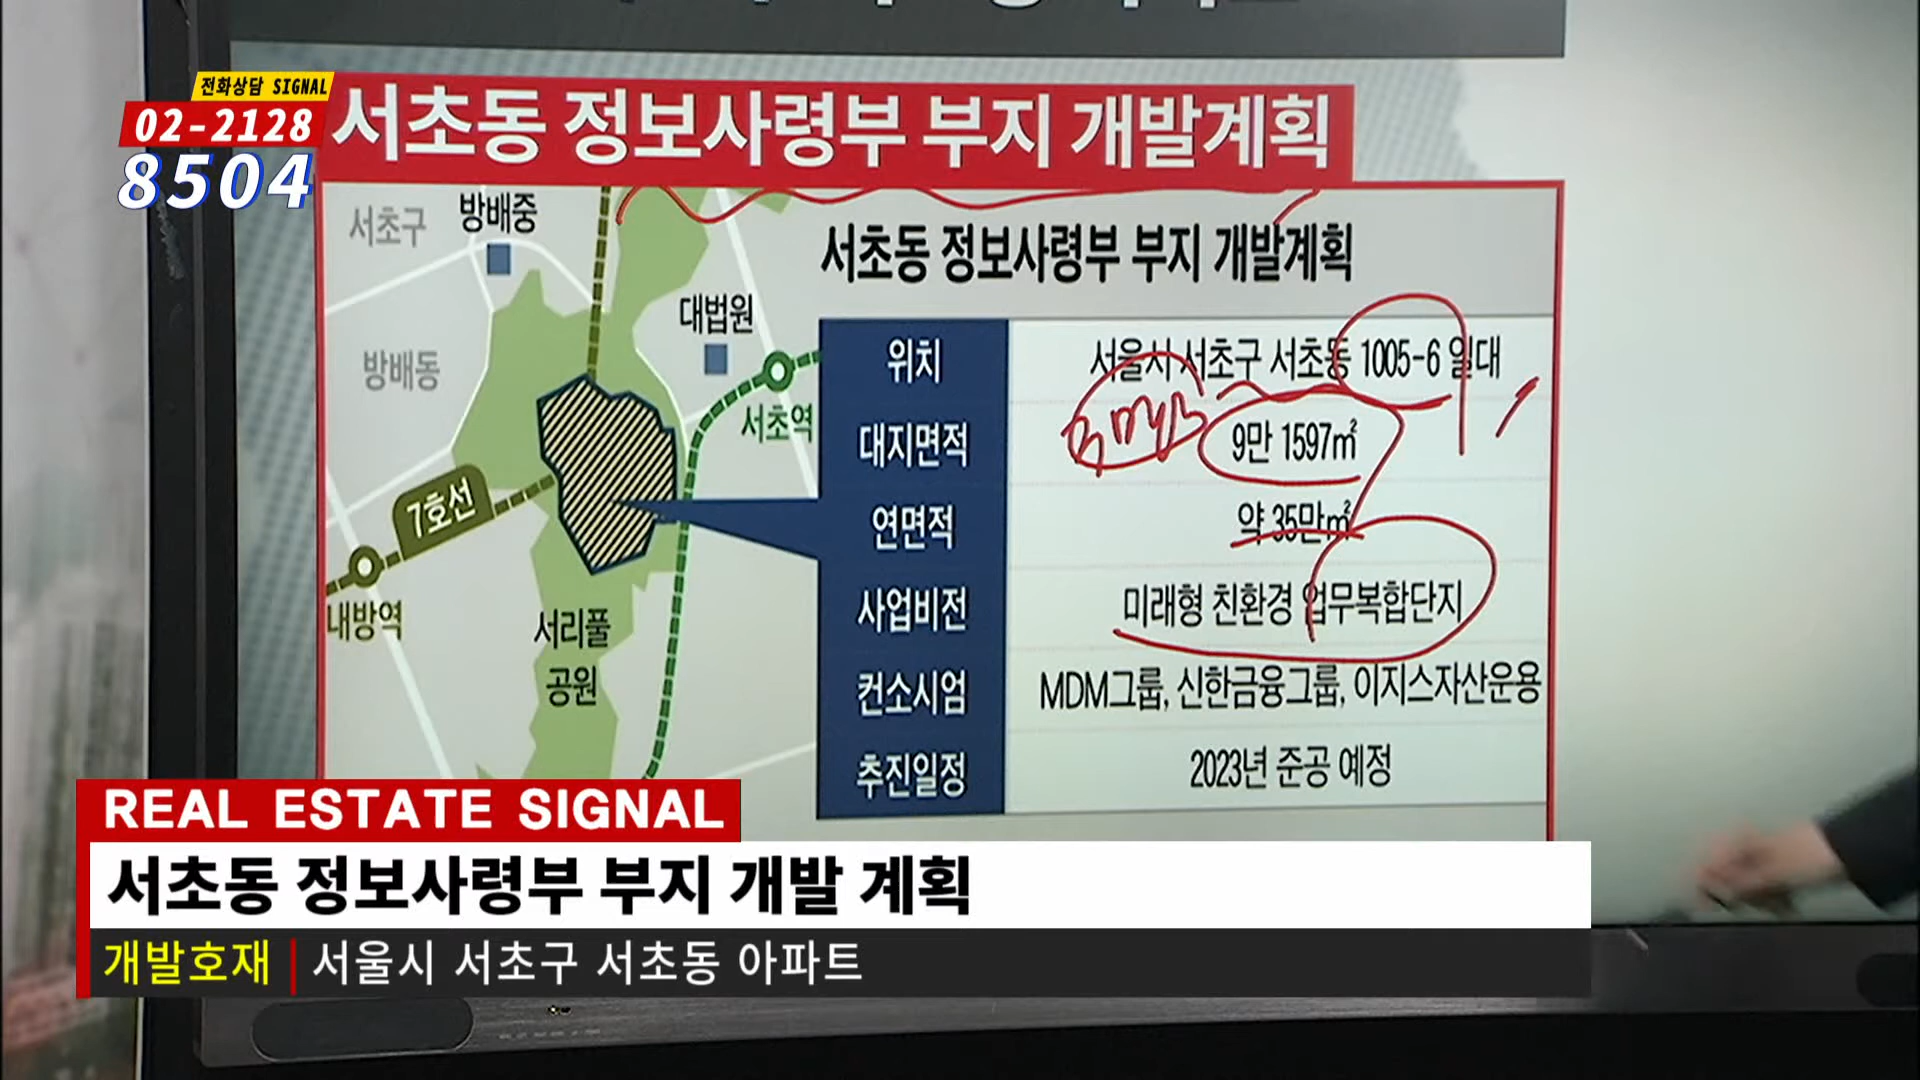 전화상담 SIGNAL
02-2128
8504
서초동 정보사령부 부지 개발계획
서초구
방배중
서초동 정보사령부 부지 개발계획
대법원
방배동
서초역
7호선
내방역
서리풀
공원
위치 서울시 서초구 서초동 1005-6 일대
대지면적 9만 1597㎡
연면적 약 35만㎡
사업비전 미래형 친환경 업무복합단지
컨소시엄 MDM그룹, 신한금융그룹, 이지스자산운용
추진일정 2023년 준공 예정
REAL ESTATE SIGNAL
서초동 정보사령부 부지 개발 계획
개발호재 | 서울시 서초구 서초동 아파트